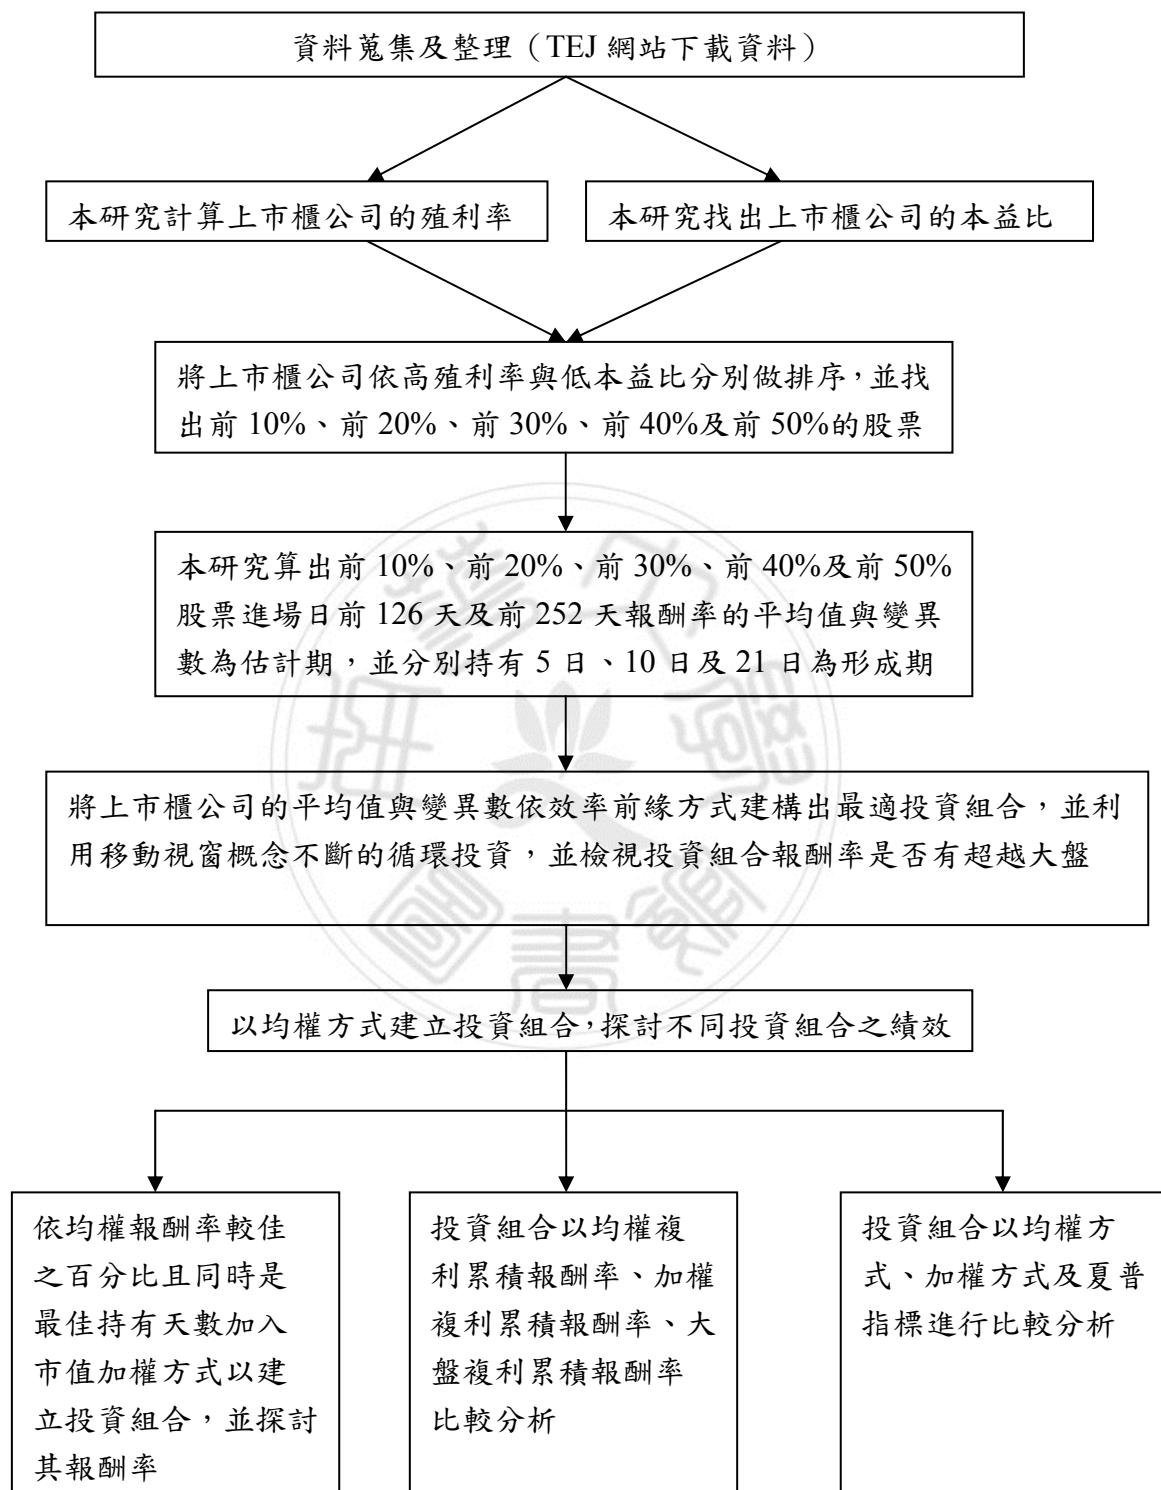 資料蒐集及整理（TEJ 網站下載資料）
本研究計算上市櫃公司的殖利率
本研究找出上市櫃公司的本益比
將上市櫃公司依高殖利率與低本益比分別做排序，並找
出前 10%、前 20%、前 30%、前 40%及前 50%的股票
本研究算出前 10%、前 20%、前 30%、前 40%及前 50%
股票進場日前 126 天及前 252 天報酬率的平均值與變異
數為估計期，並分別持有 5 日、10 日及 21 日為形成期
將上市櫃公司的平均值與變異數依效率前緣方式建構出最適投資組合，並利
用移動視窗概念不斷的循環投資，並檢視投資組合報酬率是否有超越大盤
以均權方式建立投資組合，探討不同投資組合之績效
依均權報酬率較佳
之百分比且同時是
最佳持有天數加入
市值加權方式以建
立投資組合，並探討
其報酬率
投資組合以均權複
利累積報酬率、加權
複利累積報酬率、大
盤複利累積報酬率
比較分析
投資組合以均權方
式、加權方式及夏普
指標進行比較分析